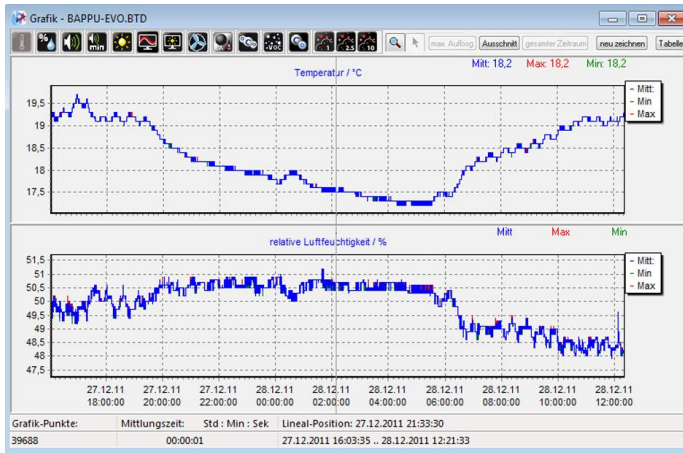 Grafik - BAPPU-EVO.BTD
% min +VOC 1 2.5 10 max. Auflösg. Ausschnitt gesamter Zeitraum neu zeichnen Tabelle
Mitt: 18,2 Max: 18,2 Min: 18,2
Temperatur / °C
Mitt:
Min
Max
19,5
19
18,5
18
17,5
Mitt Max Min
relative Luftfeuchtigkeit / %
Mitt:
Min
Max
51,5
51
50,5
50
49,5
49
48,5
48
47,5
27.12.11 27.12.11 27.12.11 28.12.11 28.12.11 28.12.11 28.12.11 28.12.11 28.12.11 28.12.11
18:00:00 20:00:00 22:00:00 00:00:00 02:00:00 04:00:00 06:00:00 08:00:00 10:00:00 12:00:00
Grafik-Punkte: Mittlungszeit: Std : Min : Sek Lineal-Position: 27.12.2011 21:33:30
39688 00:00:01 27.12.2011 16:03:35 .. 28.12.2011 12:21:33